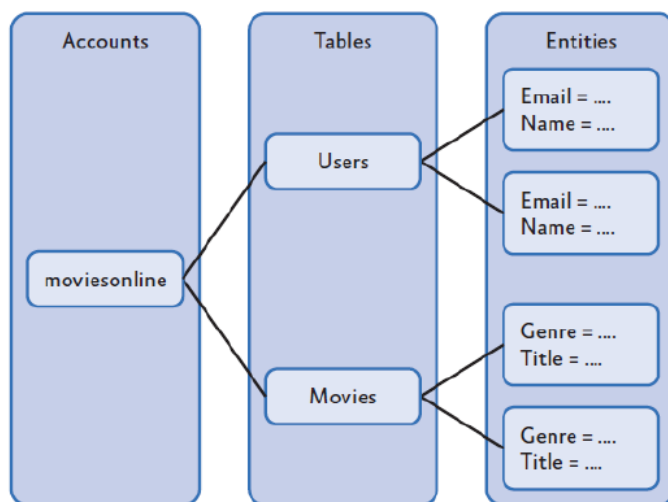 Accounts
Tables
Entities
moviesonline
Users
Movies
Email = ....
Name = ....
Email = ....
Name = ....
Genre = ....
Title = ....
Genre = ....
Title = ....